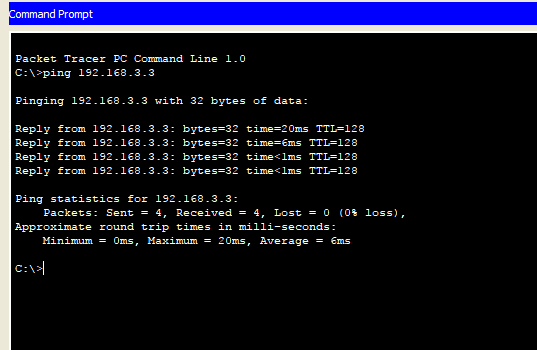 Command Prompt
Packet Tracer PC Command Line 1.0
C:\>ping 192.168.3.3
Pinging 192.168.3.3 with 32 bytes of data:
Reply from 192.168.3.3: bytes=32 time=20ms TTL=128
Reply from 192.168.3.3: bytes=32 time=6ms TTL=128
Reply from 192.168.3.3: bytes=32 time<1ms TTL=128
Reply from 192.168.3.3: bytes=32 time<1ms TTL=128
Ping statistics for 192.168.3.3:
    Packets: Sent = 4, Received = 4, Lost = 0 (0% loss),
Approximate round trip times in milli-seconds:
    Minimum = 0ms, Maximum = 20ms, Average = 6ms
C:\>